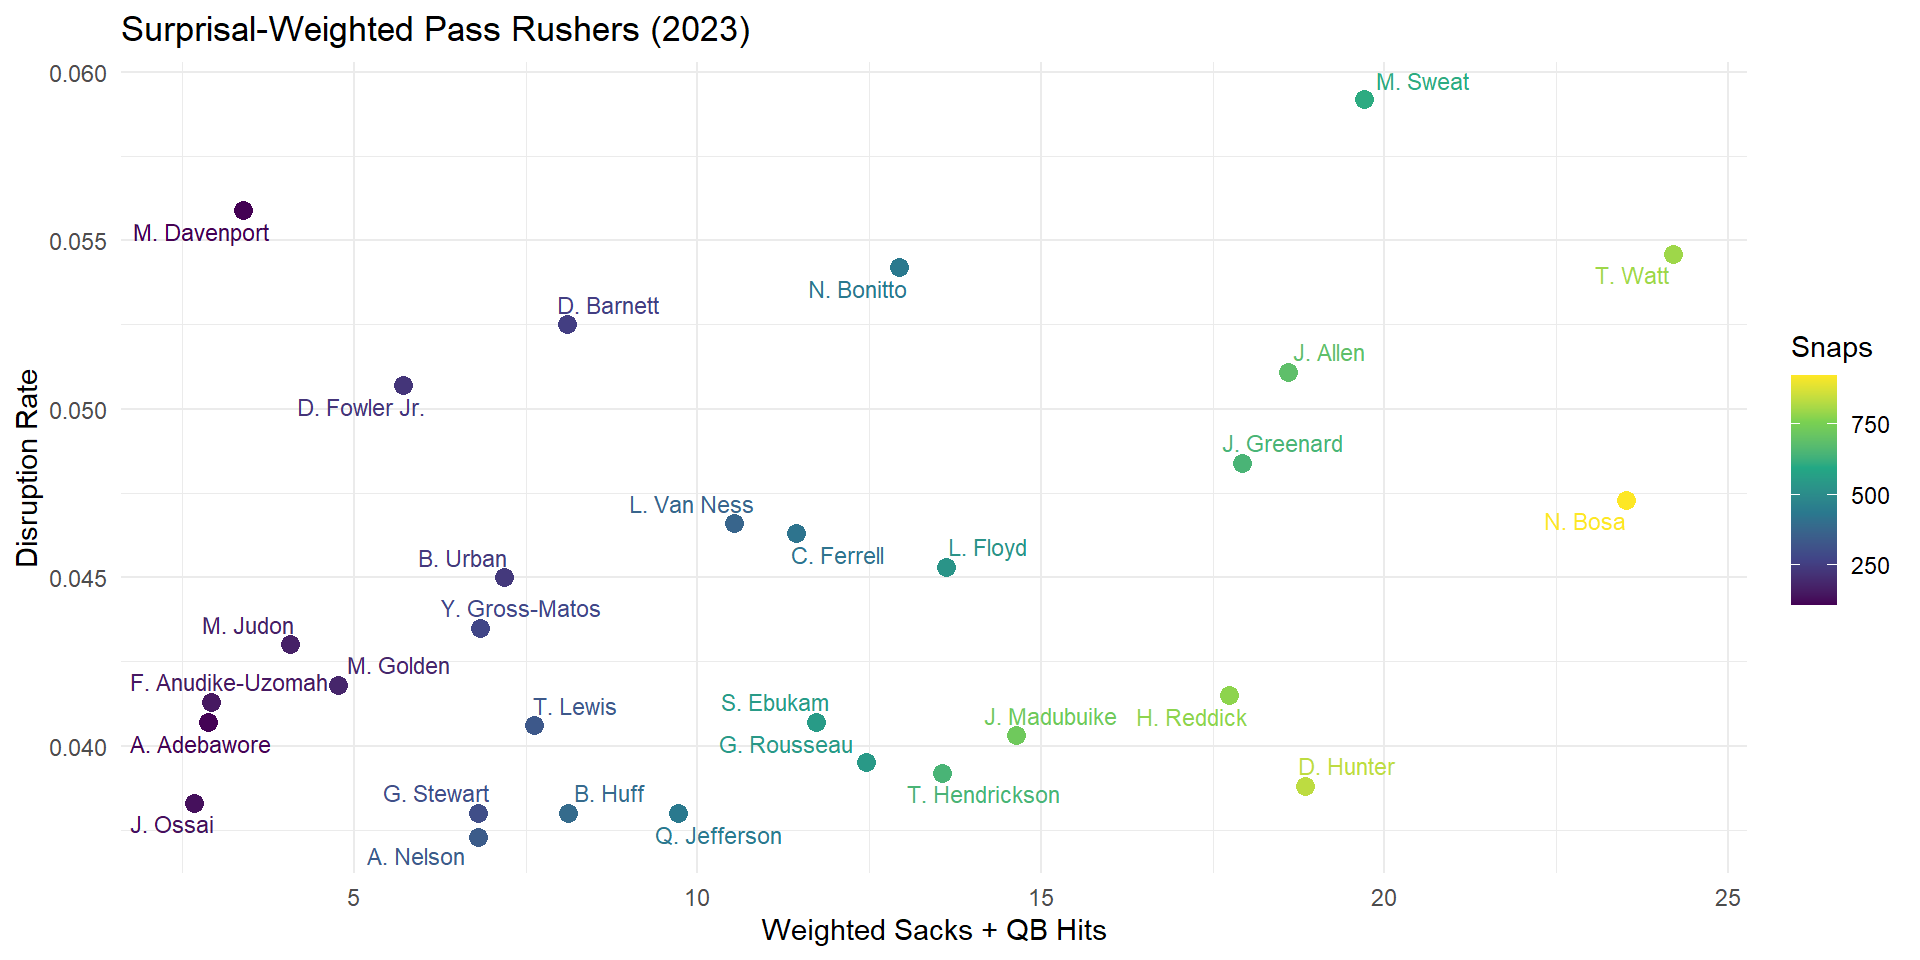 Surprisal-Weighted Pass Rushers (2023)
0.060
M. Sweat
M. Davenport
0.055
T. Watt
N. Bonitto
D. Barnett
J. Allen
Snaps
D. Fowler Jr.
0.050
Disruption Rate
J. Greenard
750
L. Van Ness
500
N. Bosa
C. Ferrell
L. Floyd
B. Urban
250
0.045
Y. Gross-Matos
M. Judon
M. Golden
F. Anudike-Uzomah
T. Lewis
S. Ebukam
J. Madubuike
H. Reddick
A. Adebawore
0.040
G. Rousseau
D. Hunter
G. Stewart
B. Huff
T. Hendrickson
J. Ossai
Q. Jefferson
A. Nelson
5
10
15
20
25
Weighted Sacks + QB Hits